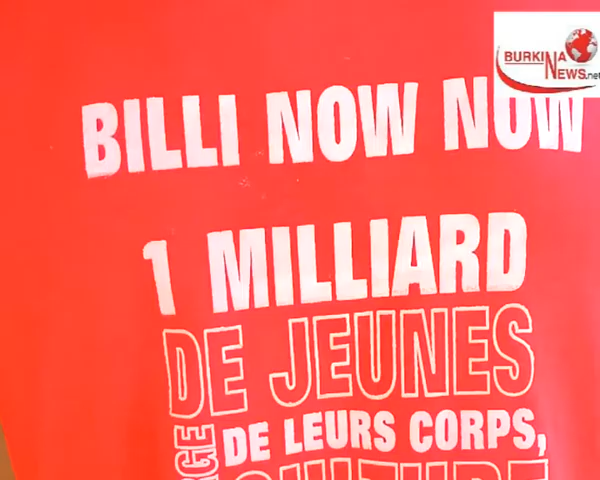 BURKINA
NEWS.net
BILLI NOW NOW
1 MILLIARD
DE JEUNES
DE LEURS CORPS,